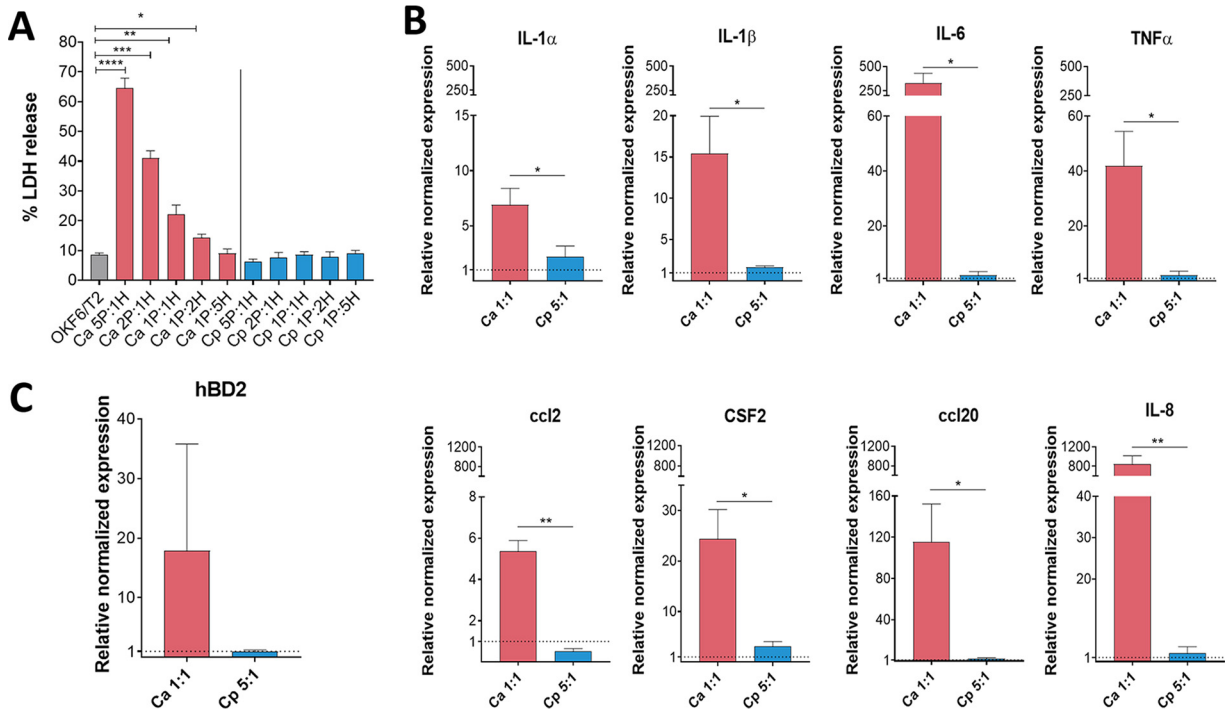 A
% LDH release
80
70
60
50
40
30
20
10
0
*
**
***
****
OKF6/T2
Ca 5P:1H
Ca 2P:1H
Ca 1P:1H
Ca 1P:2H
Ca 1P:5H
Cp 5P:1H
Cp 2P:1H
Cp 1P:1H
Cp 1P:2H
Cp 1P:5H
B
IL-1α
Relative normalized expression
500
250
15
10
5
1
*
Ca 1:1
Cp 5:1
IL-1β
Relative normalized expression
500
250
20
15
10
5
1
*
Ca 1:1
Cp 5:1
IL-6
Relative normalized expression
500
250
60
40
20
1
*
Ca 1:1
Cp 5:1
TNFα
Relative normalized expression
500
250
60
40
20
1
*
Ca 1:1
Cp 5:1
C
hBD2
Relative normalized expression
40
30
20
10
1
Ca 1:1
Cp 5:1
ccl2
Relative normalized expression
1200
800
8
6
4
2
1
**
Ca 1:1
Cp 5:1
CSF2
Relative normalized expression
1200
800
30
20
10
1
*
Ca 1:1
Cp 5:1
ccl20
Relative normalized expression
1200
800
160
120
80
40
1
*
Ca 1:1
Cp 5:1
IL-8
Relative normalized expression
1200
800
40
20
1
**
Ca 1:1
Cp 5:1